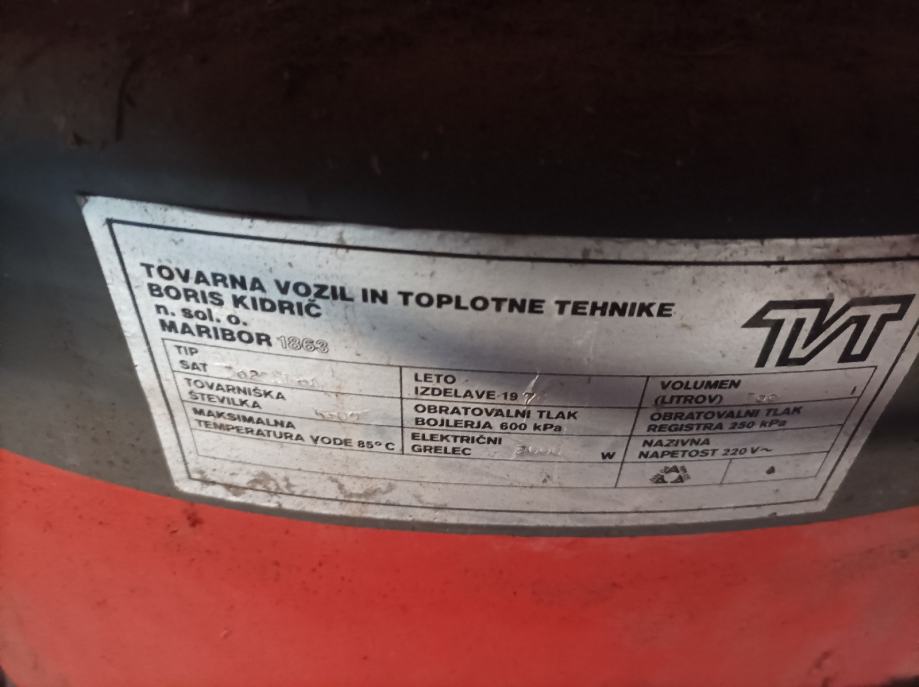 TOVARNA VOZIL IN TOPLOTNE TEHNIKE
BORIS KIDRIČ
n. sol. o.
MARIBOR 1863
TVT
TIP
SAT
LETO
IZDELAVE 19
VOLUMEN
(LITROV) l
TOVARNIŠKA
ŠTEVILKA
OBRATOVALNI TLAK
BOJLERJA 600 kPa
OBRATOVALNI TLAK
REGISTRA 250 kPa
MAKSIMALNA
TEMPERATURA VODE 85°C
ELEKTRIČNI
GRELEC W
NAZIVNA
NAPETOST 220 V~